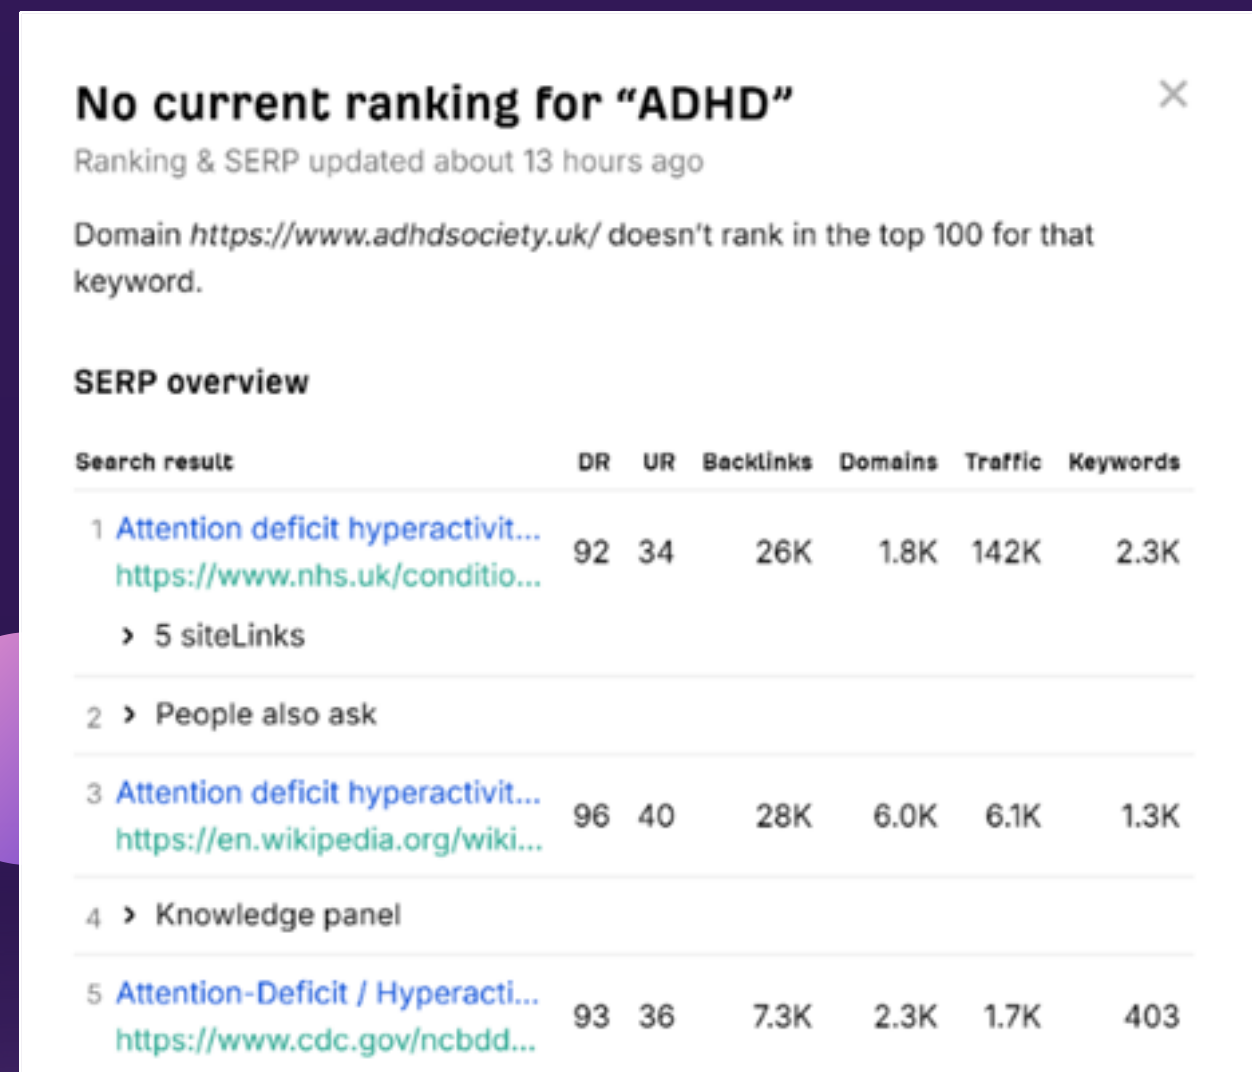 No current ranking for “ADHD”
Ranking & SERP updated about 13 hours ago
Domain https://www.adhdsociety.uk/ doesn’t rank in the top 100 for that
keyword.
SERP overview
Search result DR UR Backlinks Domains Traffic Keywords
1 Attention deficit hyperactivit... 92 34 26K 1.8K 142K 2.3K
https://www.nhs.uk/conditio...
5 siteLinks
2 People also ask
3 Attention deficit hyperactivit... 96 40 28K 6.0K 6.1K 1.3K
https://en.wikipedia.org/wiki...
4 Knowledge panel
5 Attention-Deficit / Hyperacti... 93 36 7.3K 2.3K 1.7K 403
https://www.cdc.gov/ncbdd...